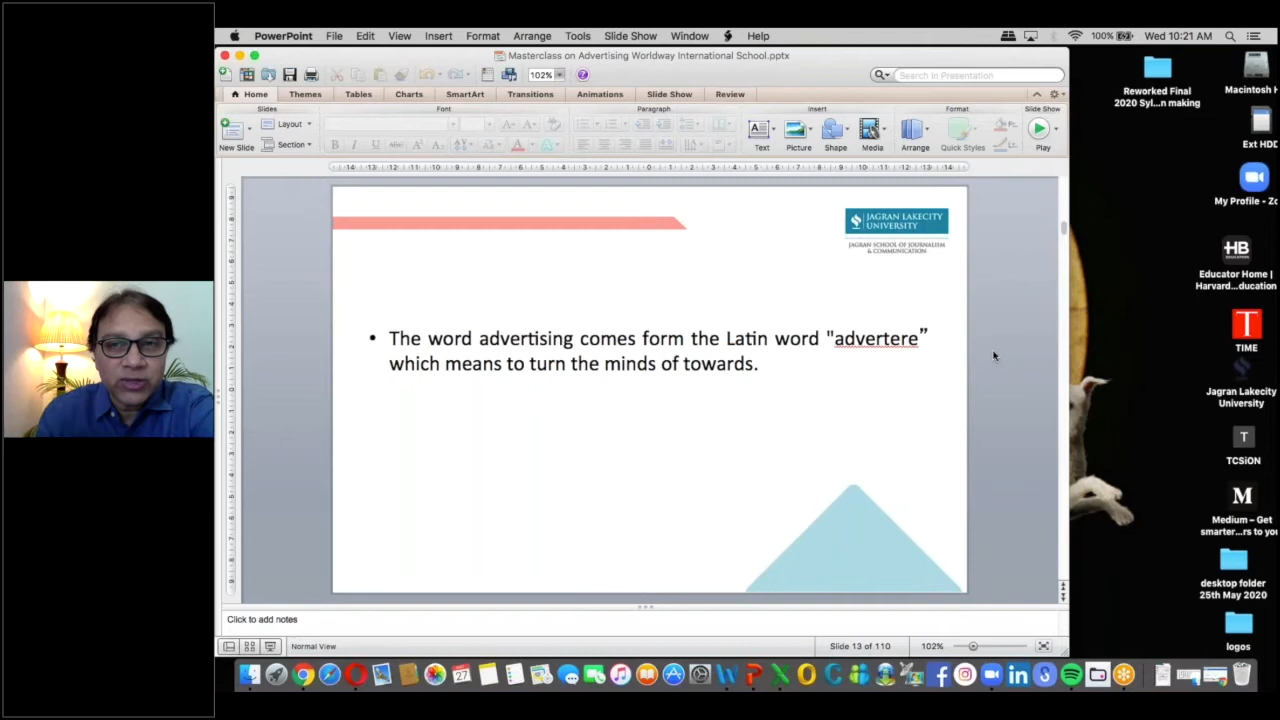 PowerPoint File Edit View Insert Format Arrange Tools Slide Show Window Help 100% Wed 10:21 AM
Masterclass on Advertising Worldway International School.pptx
102% Search in Presentation
Home Themes Tables Charts SmartArt Transitions Animations Slide Show Review
Slides Font Paragraph Insert Format Slide Show
Layout
Section
New Slide
Text Picture Shape Media Arrange Quick Styles Play
JAGRAN LAKECITY
UNIVERSITY
JAGRAN SCHOOL OF JOURNALISM
& COMMUNICATION
• The word advertising comes form the Latin word "advertere”
which means to turn the minds of towards.
Click to add notes
Normal View Slide 13 of 110 102%
Reworked Final
2020 Syl...n making
Macintosh H
Ext HDD
My Profile - Zo
HB
Educator Home |
Harvard...ducation
TIME
Jagran Lakecity
University
T
TCSiON
M
Medium – Get
smarter...rs to you
desktop folder
25th May 2020
logos
27